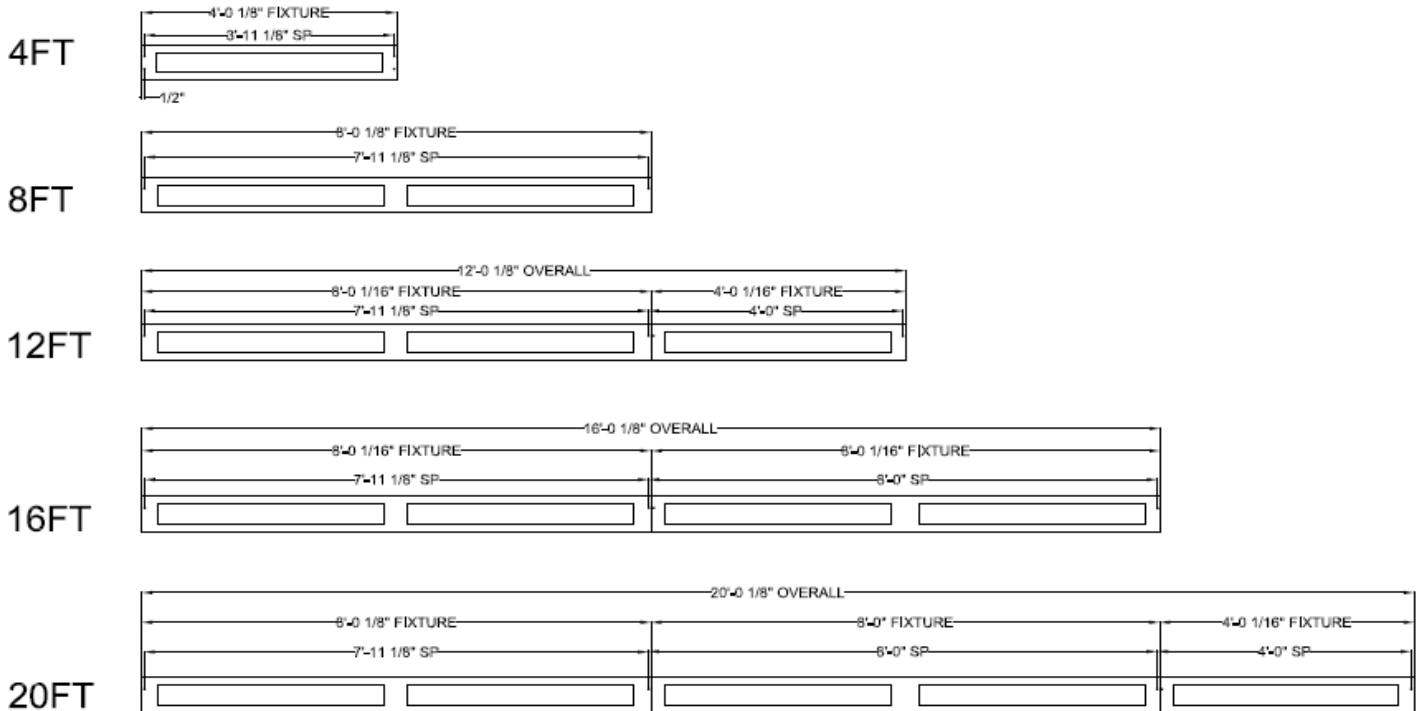 4'-0 1/8" FIXTURE
3'-11 1/8" SP
4FT
1/2"
8'-0 1/8" FIXTURE
7'-11 1/8" SP
8FT
12'-0 1/8" OVERALL
8'-0 1/16" FIXTURE 4'-0 1/16" FIXTURE
7'-11 1/8" SP 4'-0" SP
12FT
16'-0 1/8" OVERALL
8'-0 1/16" FIXTURE 8'-0 1/16" FIXTURE
7'-11 1/8" SP 8'-0" SP
16FT
20'-0 1/8" OVERALL
8'-0 1/8" FIXTURE 8'-0" FIXTURE 4'-0 1/16" FIXTURE
7'-11 1/8" SP 8'-0" SP 4'-0" SP
20FT